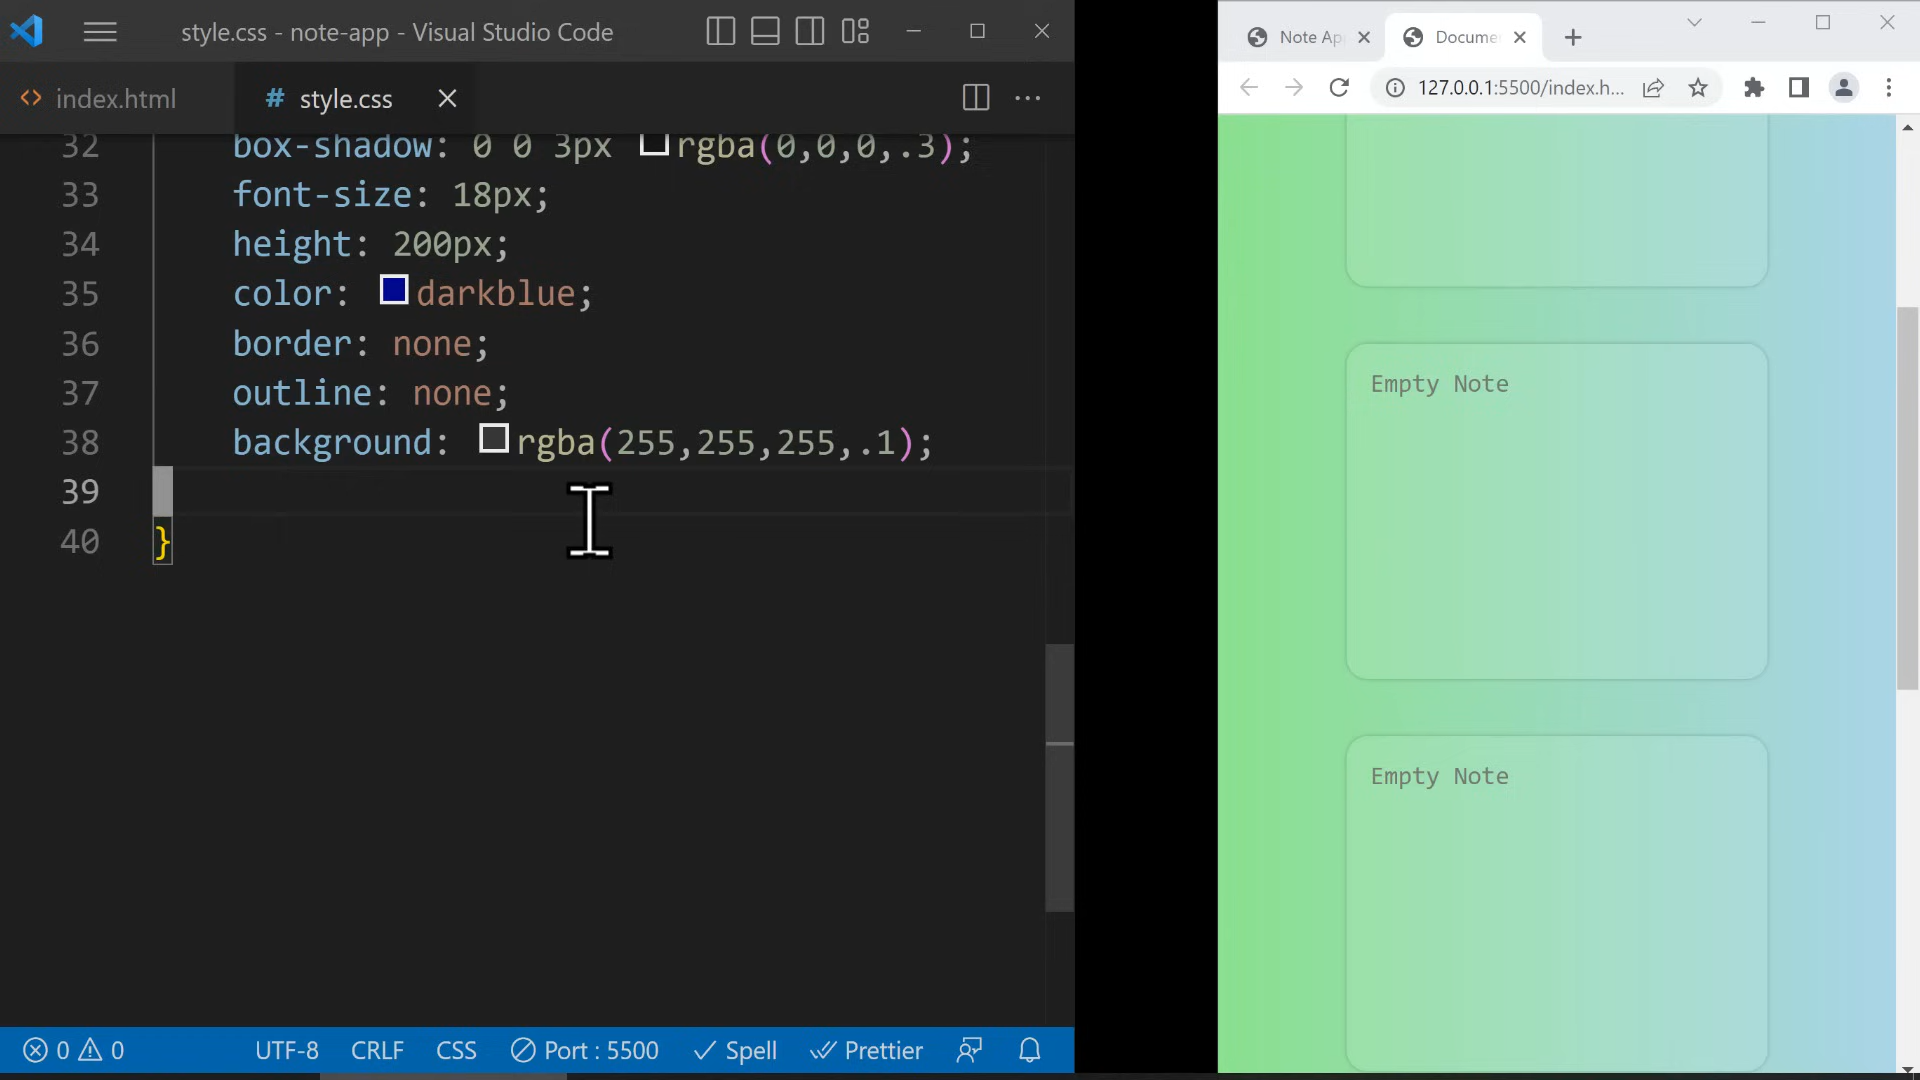 style.css - note-app - Visual Studio Code
index.html
# style.css
32 box-shadow: 0 0 3px rgba(0,0,0,.3);
33 font-size: 18px;
34 height: 200px;
35 color: darkblue;
36 border: none;
37 outline: none;
38 background: rgba(255,255,255,.1);
39
40 }
0 0 UTF-8 CRLF CSS Port : 5500 Spell Prettier
Note Ap
Docume
127.0.0.1:5500/index.h...
Empty Note
Empty Note